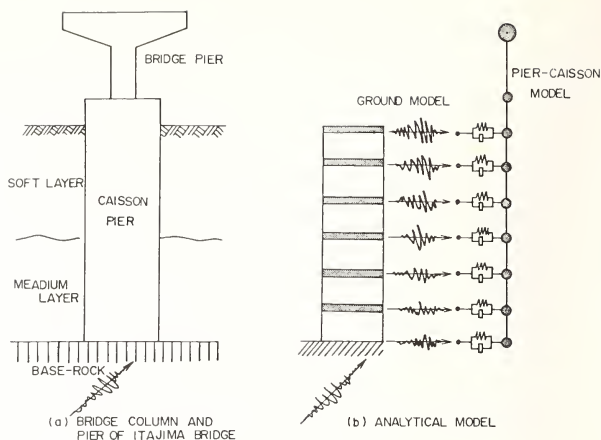 BRIDGE PIER
SOFT LAYER
CAISSON
PIER
MEADIUM
LAYER
BASE-ROCK
(a) BRIDGE COLUMN AND
PIER OF ITAJIMA BRIDGE
GROUND MODEL
PIER-CAISSON
MODEL
(b) ANALYTICAL MODEL